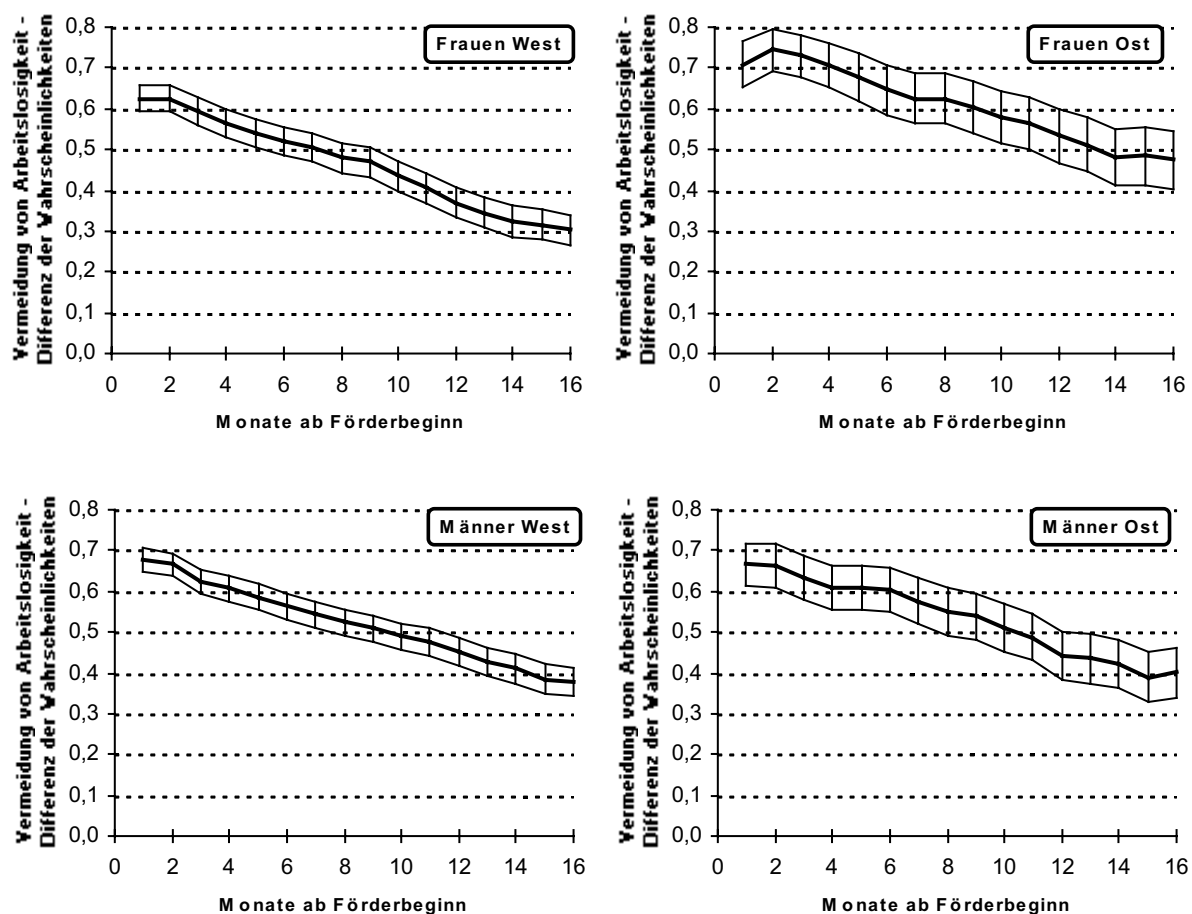 Vermeidung von Arbeitslosigkeit -
Differenz der Wahrscheinlichkeiten
0,8
0,7
0,6
0,5
0,4
0,3
0,2
0,1
0,0
Frauen West
0 2 4 6 8 10 12 14 16
Monate ab Förderbeginn
Vermeidung von Arbeitslosigkeit -
Differenz der Wahrscheinlichkeiten
0,8
0,7
0,6
0,5
0,4
0,3
0,2
0,1
0,0
Frauen Ost
0 2 4 6 8 10 12 14 16
Monate ab Förderbeginn
Vermeidung von Arbeitslosigkeit -
Differenz der Wahrscheinlichkeiten
0,8
0,7
0,6
0,5
0,4
0,3
0,2
0,1
0,0
Männer West
0 2 4 6 8 10 12 14 16
Monate ab Förderbeginn
Vermeidung von Arbeitslosigkeit -
Differenz der Wahrscheinlichkeiten
0,8
0,7
0,6
0,5
0,4
0,3
0,2
0,1
0,0
Männer Ost
0 2 4 6 8 10 12 14 16
Monate ab Förderbeginn